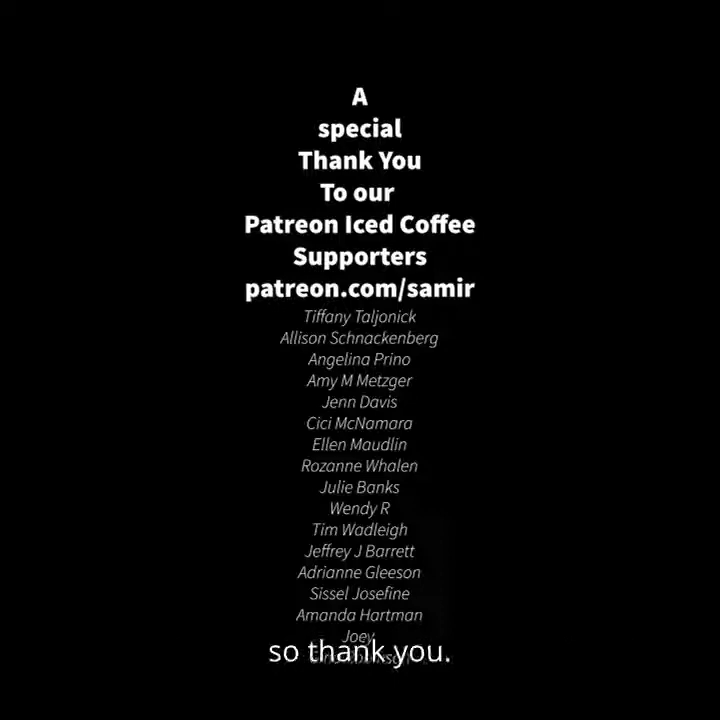 A
special
Thank You
To our
Patreon Iced Coffee
Supporters
patreon.com/samir
Tiffany Taljonick
Allison Schnackenberg
Angelina Prino
Amy M Metzger
Jenn Davis
Cici McNamara
Ellen Maudlin
Rozanne Whalen
Julie Banks
Wendy R
Tim Wadleigh
Jeffrey J Barrett
Adrianne Gleeson
Sissel Josefine
Amanda Hartman
Joey
so thank you.